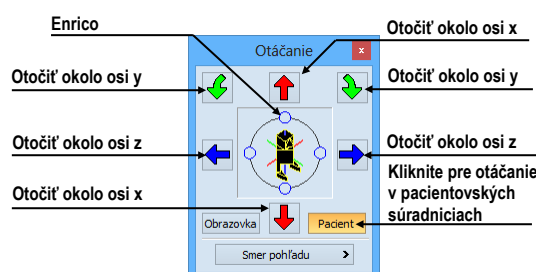 Enrico
Otočiť okolo osi x
Otáčanie
x
Otočiť okolo osi y
Otočiť okolo osi y
Otočiť okolo osi z
Otočiť okolo osi z
Kliknite pre otáčanie
v pacientovských
súradniciach
Otočiť okolo osi x
Obrazovka
Pacient
Smer pohľadu >